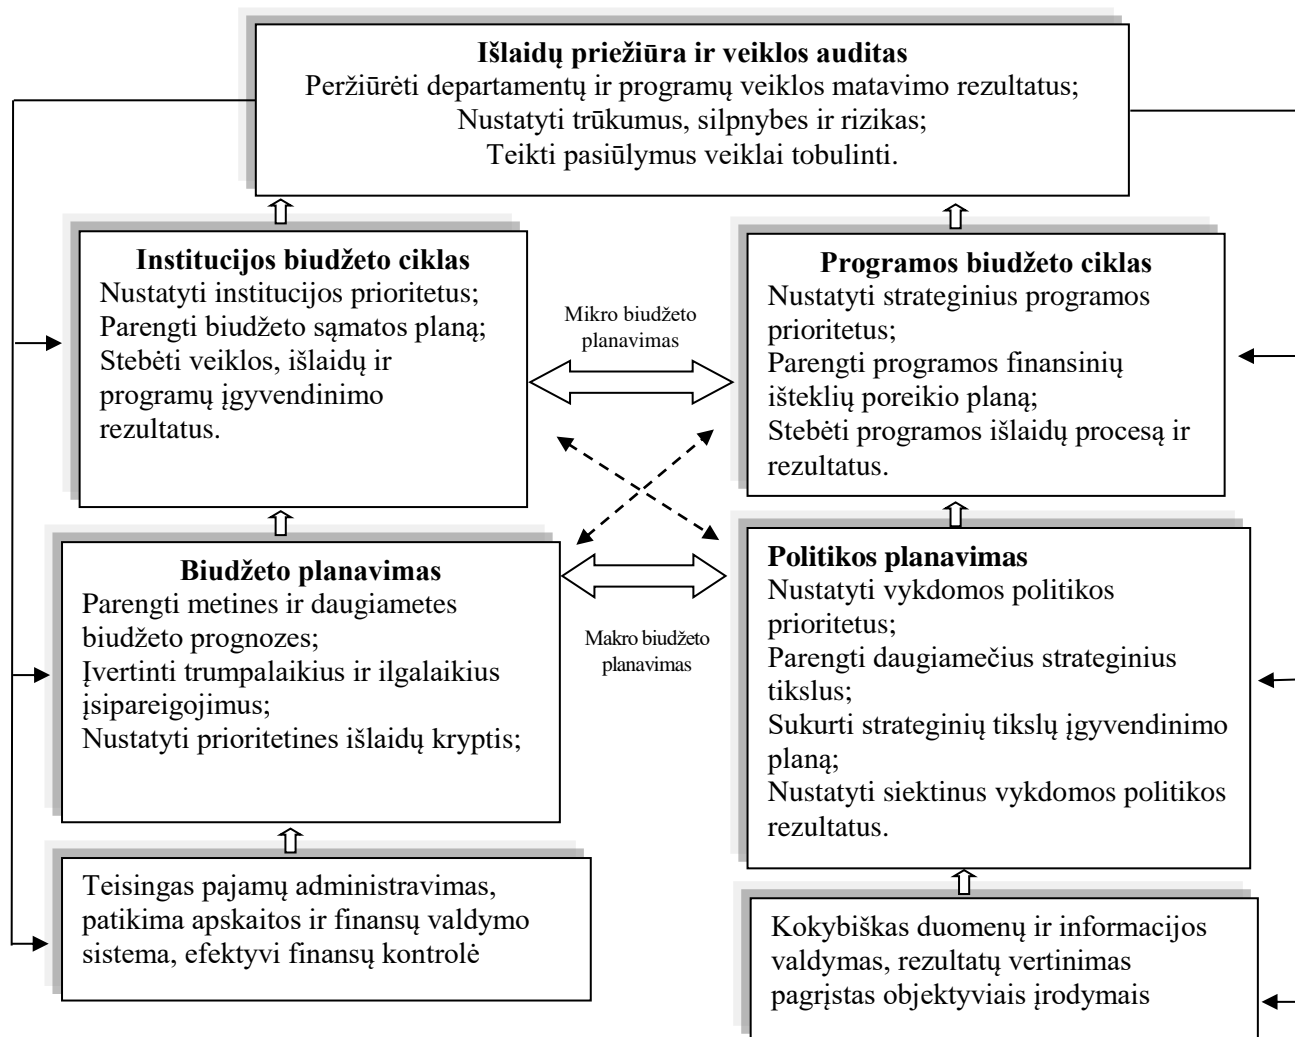 Išlaidų priežiūra ir veiklos auditas
Peržiūrėti departamentų ir programų veiklos matavimo rezultatus;
Nustatyti trūkumus, silpnybes ir rizikas;
Teikti pasiūlymus veiklai tobulinti.
Institucijos biudžeto ciklas
Nustatyti institucijos prioritetus;
Parengti biudžeto sąmatos planą;
Stebėti veiklos, išlaidų ir
programų įgyvendinimo
rezultatus.
Mikro biudžeto
planavimas
Programos biudžeto ciklas
Nustatyti strateginius programos
prioritetus;
Parengti programos finansinių
išteklių poreikio planą;
Stebėti programos išlaidų procesą ir
rezultatus.
Biudžeto planavimas
Parengti metines ir daugiametes
biudžeto prognozes;
Įvertinti trumpalaikius ir ilgalaikius
įsipareigojimus;
Nustatyti prioritetines išlaidų kryptis;
Makro biudžeto
planavimas
Politikos planavimas
Nustatyti vykdomos politikos
prioritetus;
Parengti daugiamečius strateginius
tikslus;
Sukurti strateginių tikslų įgyvendinimo
planą;
Nustatyti siektinus vykdomos politikos
rezultatus.
Teisingas pajamų administravimas,
patikima apskaitos ir finansų valdymo
sistema, efektyvi finansų kontrolė
Kokybiškas duomenų ir informacijos
valdymas, rezultatų vertinimas
pagrįstas objektyviais įrodymais